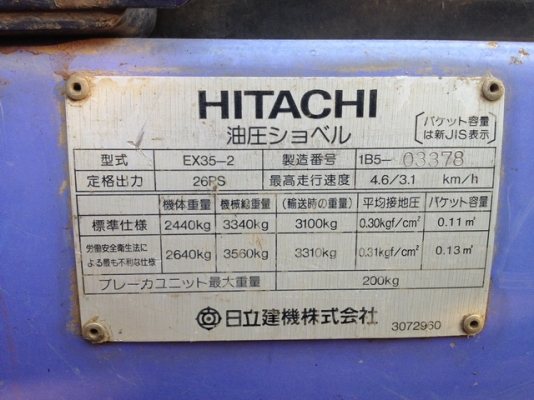 HITACHI
油圧ショベル
(バケット容量
は新JIS表示)
型式 EX35-2 製造番号 1B5-03378
定格出力 26PS 最高走行速度 4.6/3.1 km/h
機体重量 機械総重量 (輸送時の重量) 平均接地圧 バケット容量
標準仕様 2440kg 3340kg 3100kg 0.30kgf/cm² 0.11㎥
労働安全衛生法に
よる最も不利な仕様 2640kg 3560kg 3310kg 0.31kgf/cm² 0.13㎥
ブレーカユニット最大重量 200kg
日立建機株式会社
3072960